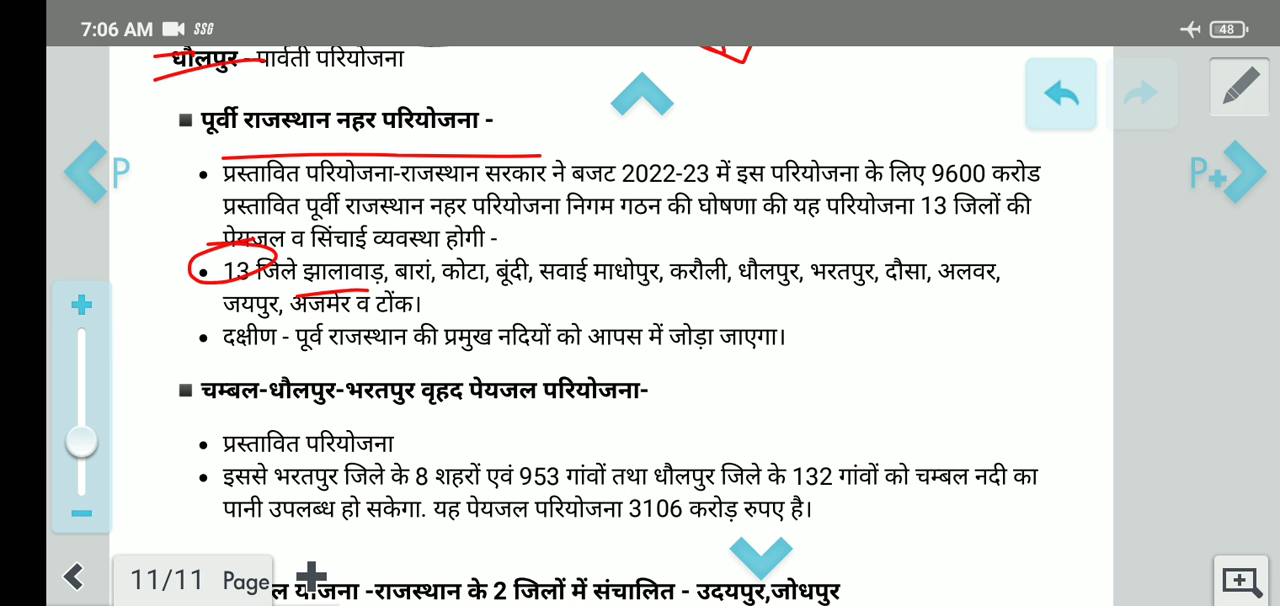 7:06 AM SSG 48
धौलपुर - पार्वती परियोजना
पूर्वी राजस्थान नहर परियोजना -
P
P+
प्रस्तावित परियोजना-राजस्थान सरकार ने बजट 2022-23 में इस परियोजना के लिए 9600 करोड
प्रस्तावित पूर्वी राजस्थान नहर परियोजना निगम गठन की घोषणा की यह परियोजना 13 जिलों की
पेयजल व सिंचाई व्यवस्था होगी -
13 जिले झालावाड़, बारां, कोटा, बूंदी, सवाई माधोपुर, करौली, धौलपुर, भरतपुर, दौसा, अलवर,
जयपुर, अजमेर व टोंक।
दक्षीण - पूर्व राजस्थान की प्रमुख नदियों को आपस में जोड़ा जाएगा।
चम्बल-धौलपुर-भरतपुर वृहद पेयजल परियोजना-
प्रस्तावित परियोजना
इससे भरतपुर जिले के 8 शहरों एवं 953 गांवों तथा धौलपुर जिले के 132 गांवों को चम्बल नदी का
पानी उपलब्ध हो सकेगा. यह पेयजल परियोजना 3106 करोड़ रुपए है।
11/11 Page
-राजस्थान के 2 जिलों में संचालित - उदयपुर,जोधपुर